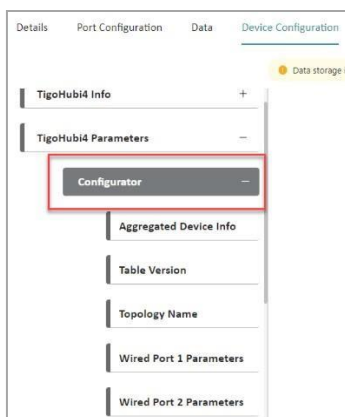 Details Port Configuration Data Device Configuration
Data storage
TigoHubi4 Info +
TigoHubi4 Parameters −
Configurator −
Aggregated Device Info
Table Version
Topology Name
Wired Port 1 Parameters
Wired Port 2 Parameters